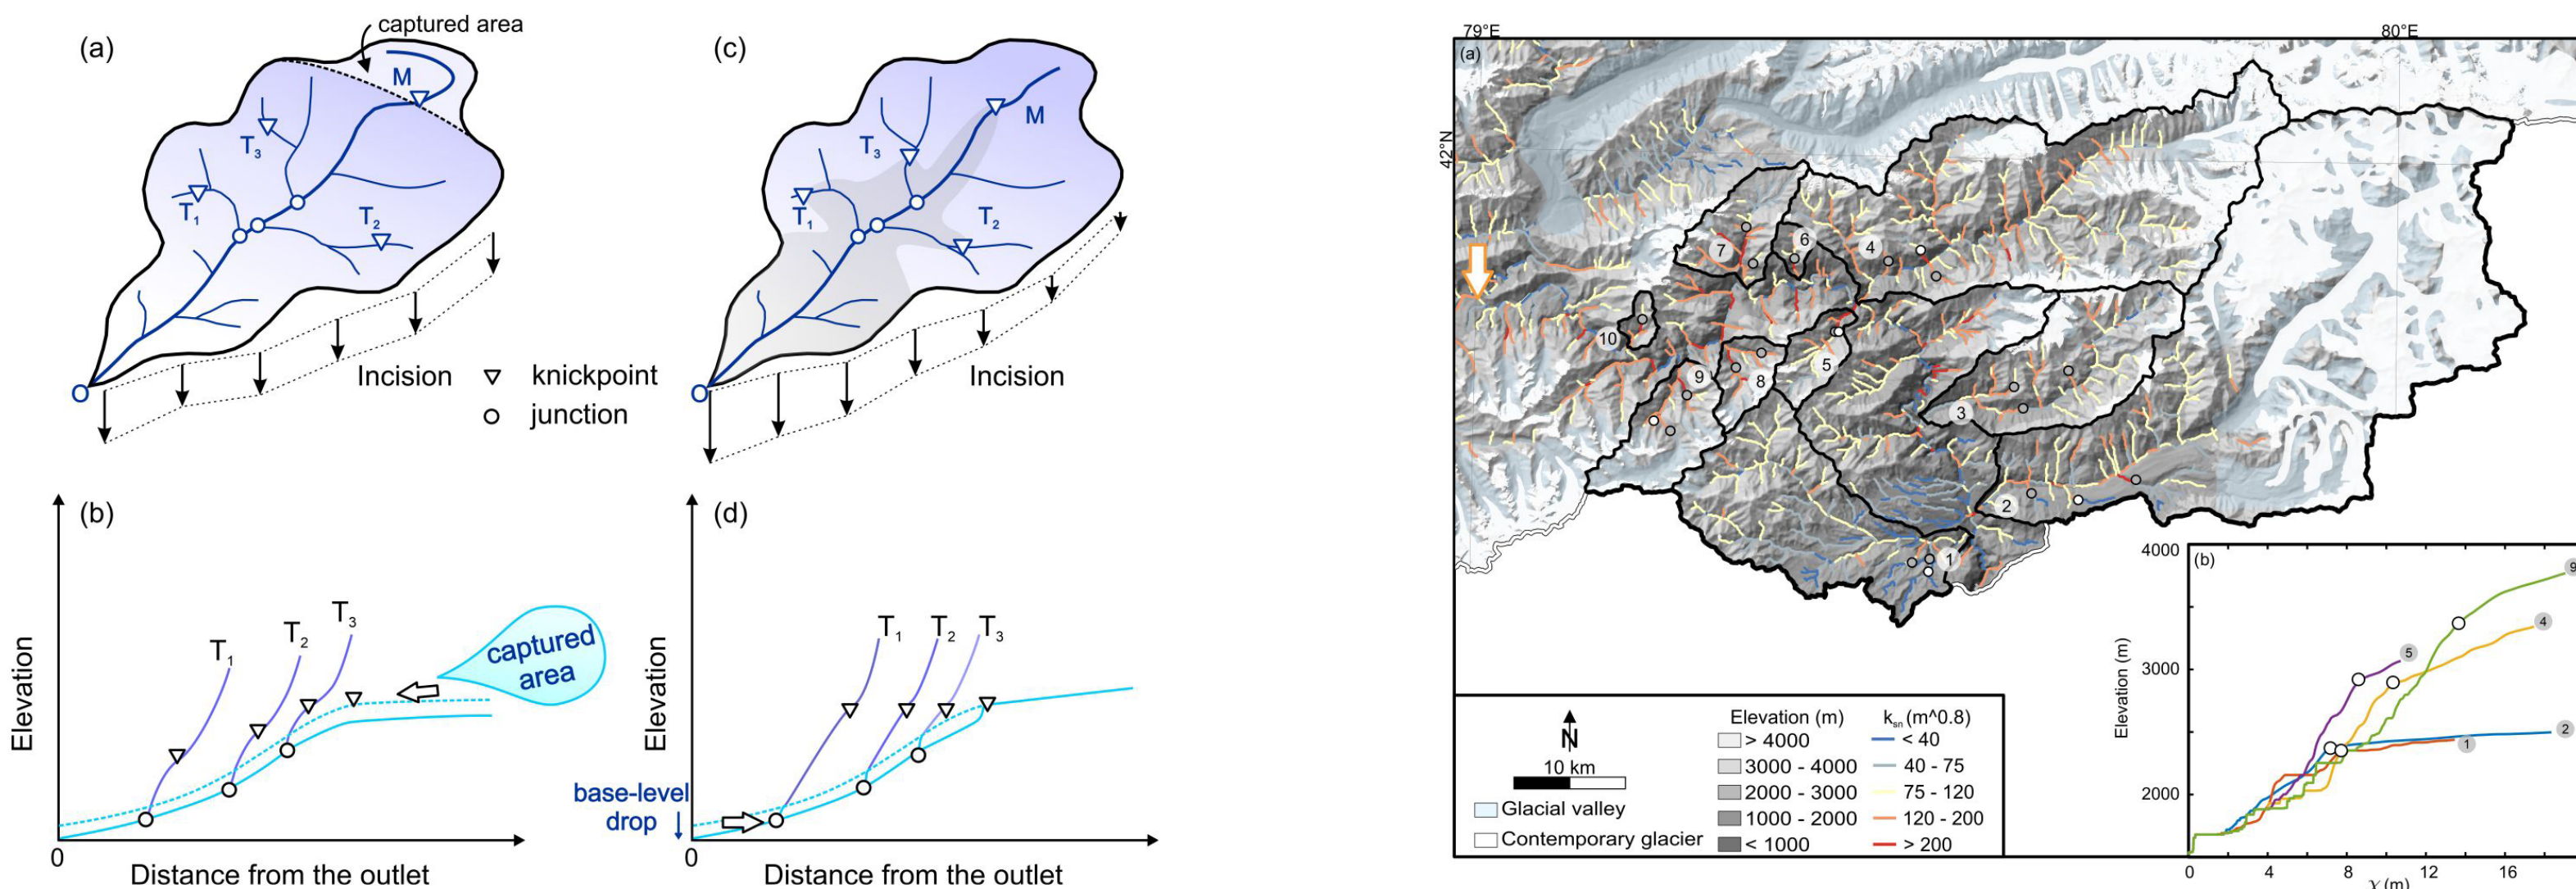 (a)
captured area
M
T3
T1
T2
O
Incision
knickpoint
junction
(c)
M
T3
T1
T2
O
Incision
(b)
Elevation
T1
T2
T3
captured
area
0
Distance from the outlet
(d)
Elevation
T1
T2
T3
base-level
drop
0
Distance from the outlet
79°E
80°E
42°N
(a)
7
6
4
10
9
8
5
3
2
1
N
10 km
Glacial valley
Contemporary glacier
Elevation (m)
> 4000
3000 - 4000
2000 - 3000
1000 - 2000
< 1000
ksn (m^0.8)
< 40
40 - 75
75 - 120
120 - 200
> 200
(b)
4000
3000
2000
Elevation (m)
9
4
5
2
1
0
4
8
12
16
χ (m)